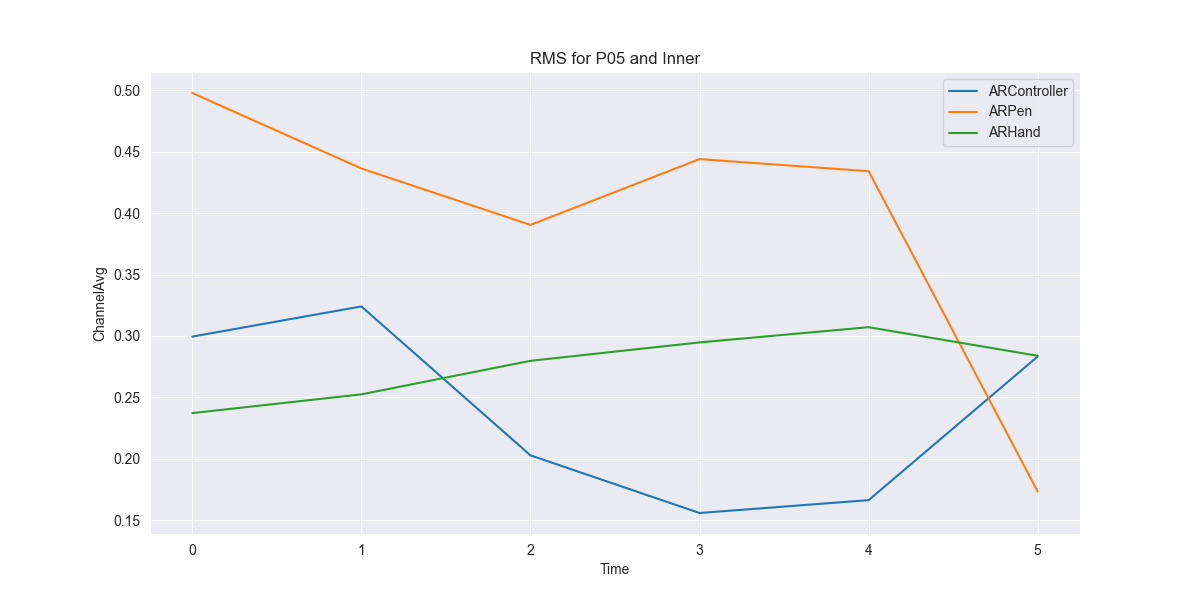 RMS for P05 and Inner
ARController
ARPen
ARHand
ChannelAvg
0.50
0.45
0.40
0.35
0.30
0.25
0.20
0.15
0 1 2 3 4 5
Time